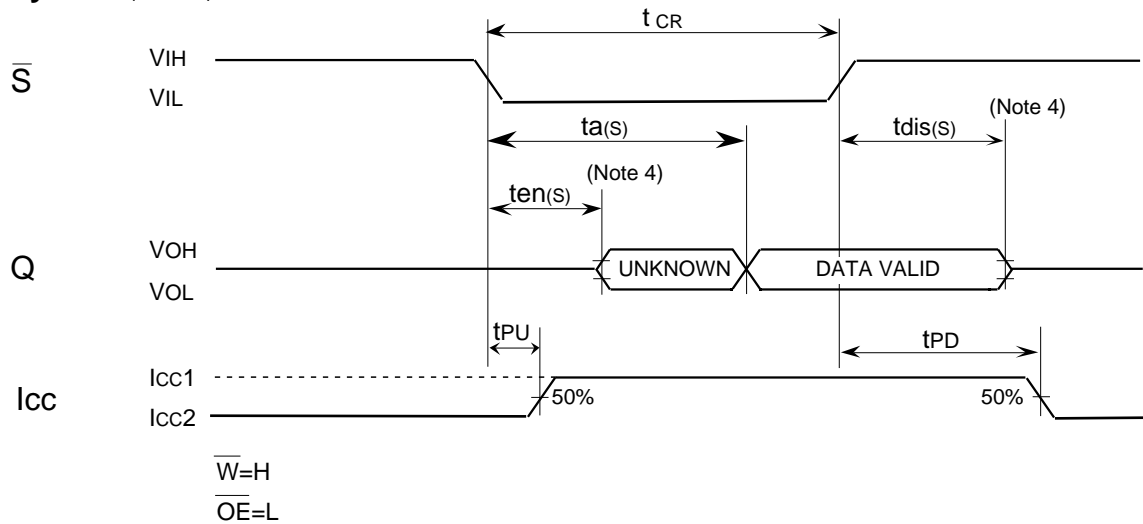 t CR
S
VIH
VIL
ta(S)
tdis(S)
(Note 4)
(Note 4)
ten(S)
Q
VOH
VOL
UNKNOWN
DATA VALID
tPU
tPD
Icc
Icc1
Icc2
50%
50%
W=H
OE=L